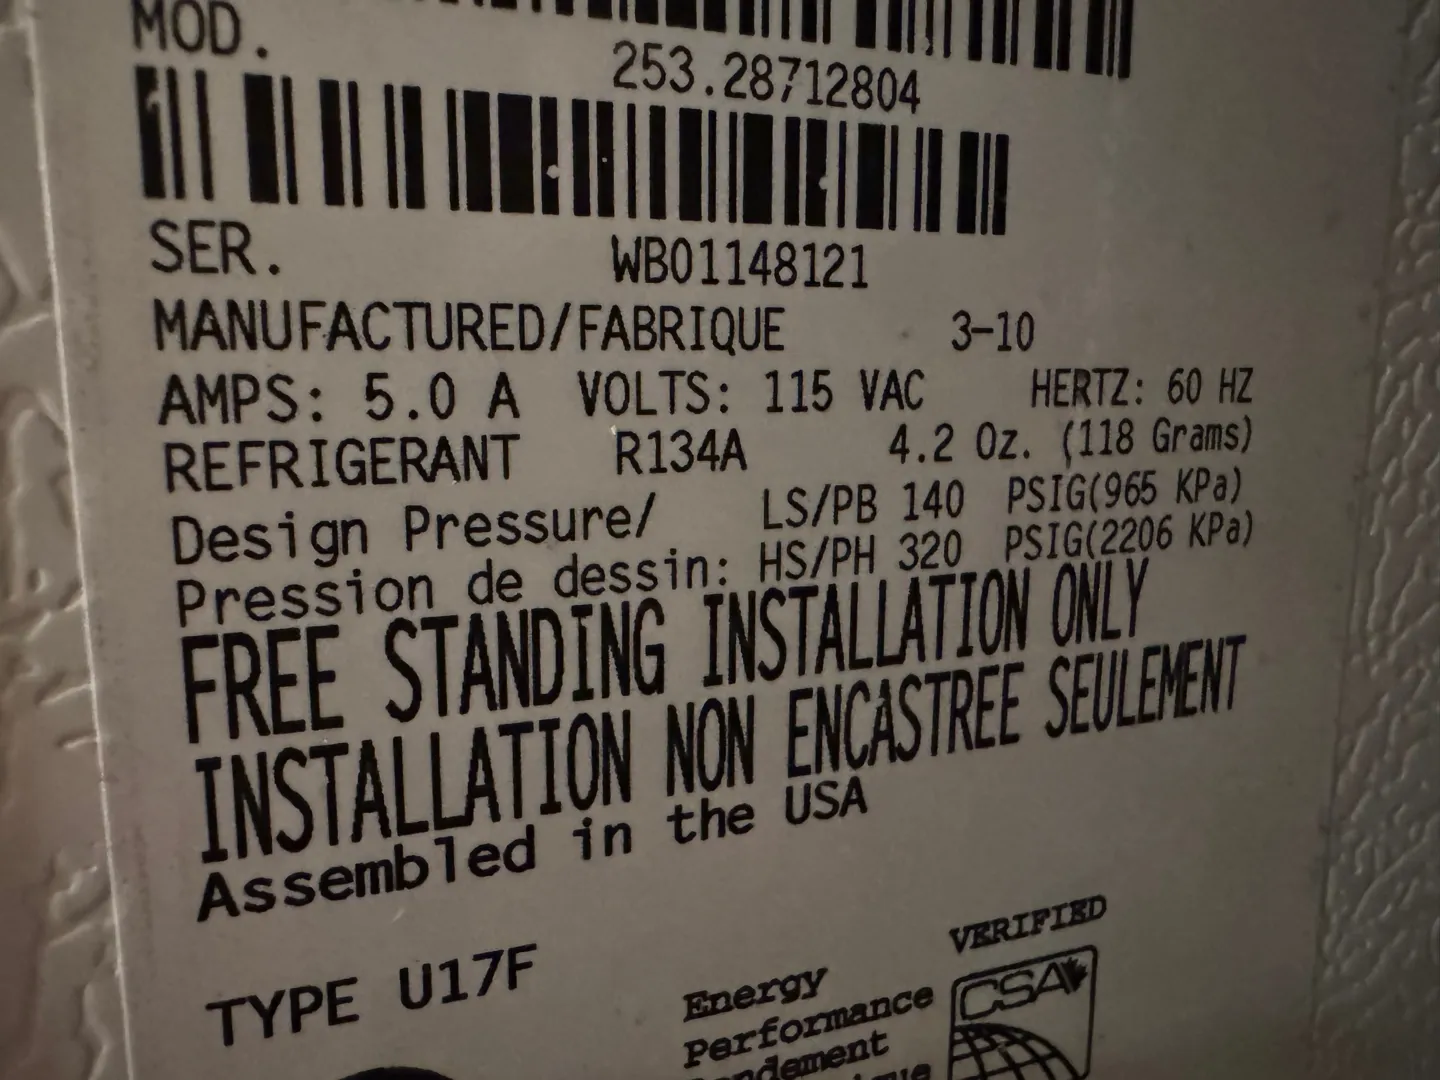 MOD. 253.28712804
SER. WB01148121
MANUFACTURED/FABRIQUE 3-10
AMPS: 5.0 A VOLTS: 115 VAC HERTZ: 60 HZ
REFRIGERANT R134A 4.2 Oz. (118 Grams)
Design Pressure/ LS/PB 140 PSIG(965 KPa)
Pression de dessin: HS/PH 320 PSIG(2206 KPa)
FREE STANDING INSTALLATION ONLY
INSTALLATION NON ENCASTREE SEULEMENT
Assembled in the USA
TYPE U17F
VERIFIED
CSA
Energy
Performance